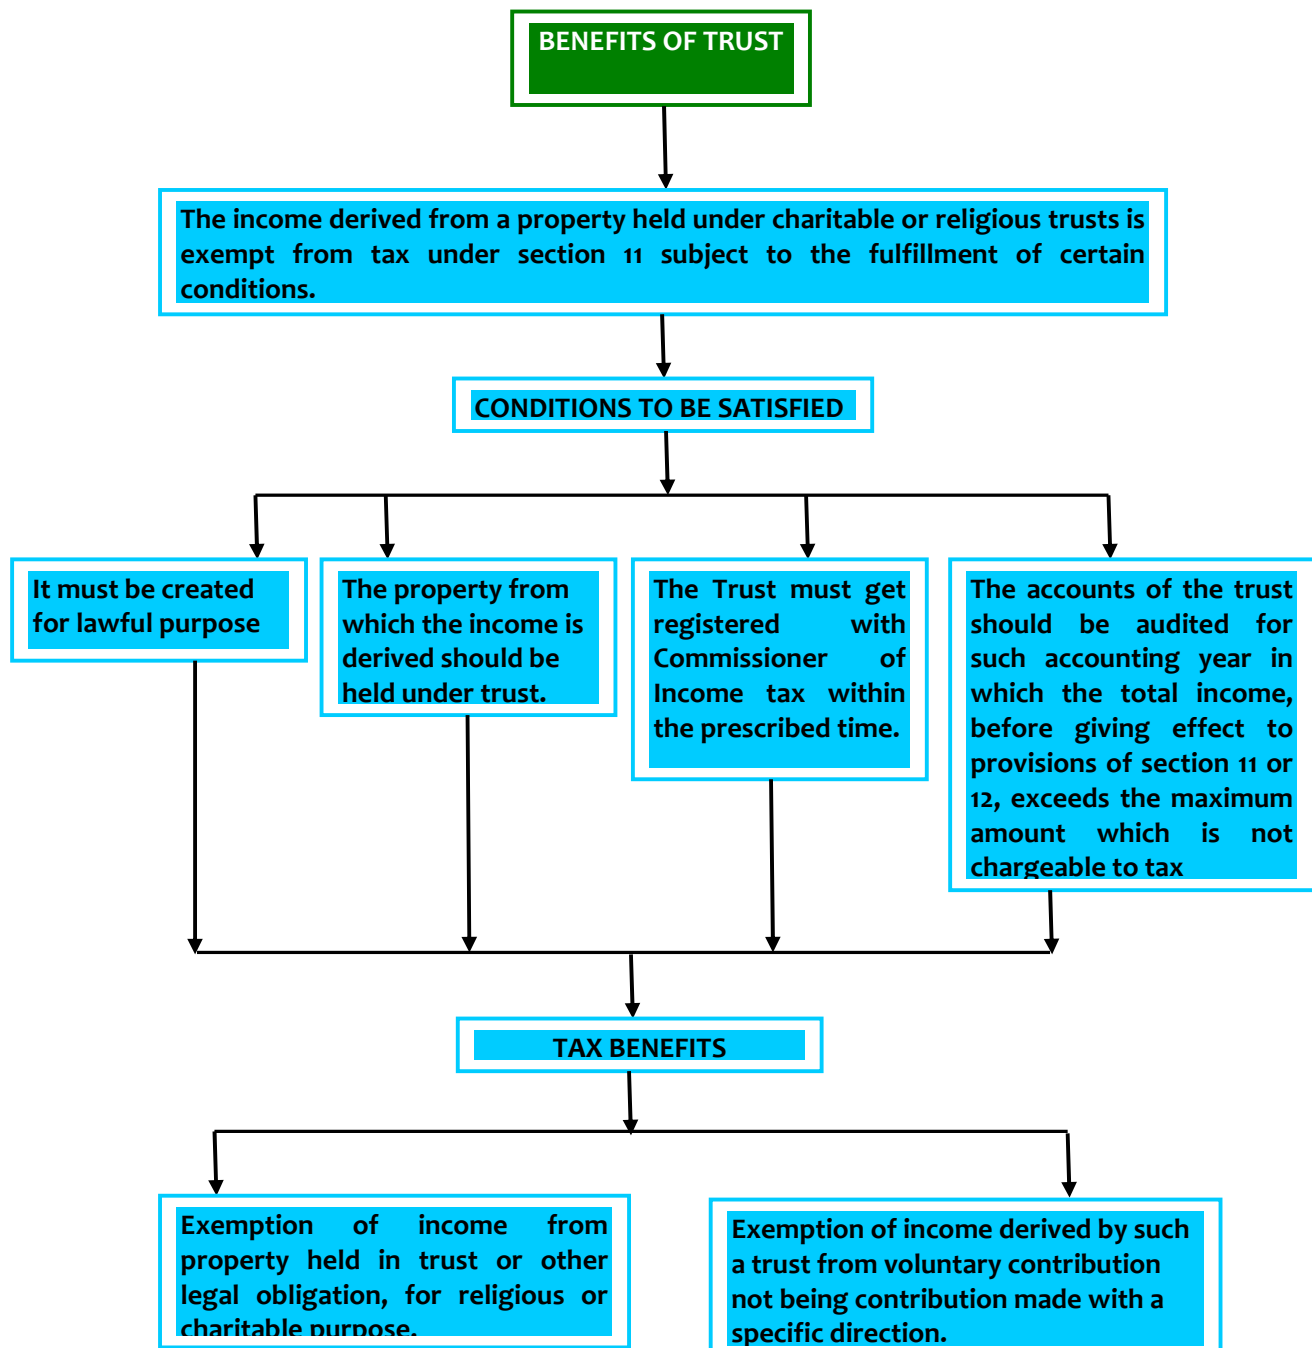 BENEFITS OF TRUST
The income derived from a property held under charitable or religious trusts is
exempt from tax under section 11 subject to the fulfillment of certain
conditions.
CONDITIONS TO BE SATISFIED
It must be created
for lawful purpose
The property from
which the income is
derived should be
held under trust.
The Trust must get
registered with
Commissioner of
Income tax within
the prescribed time.
The accounts of the trust
should be audited for
such accounting year in
which the total income,
before giving effect to
provisions of section 11 or
12, exceeds the maximum
amount which is not
chargeable to tax
TAX BENEFITS
Exemption of income from
property held in trust or other
legal obligation, for religious or
charitable purpose.
Exemption of income derived by such
a trust from voluntary contribution
not being contribution made with a
specific direction.